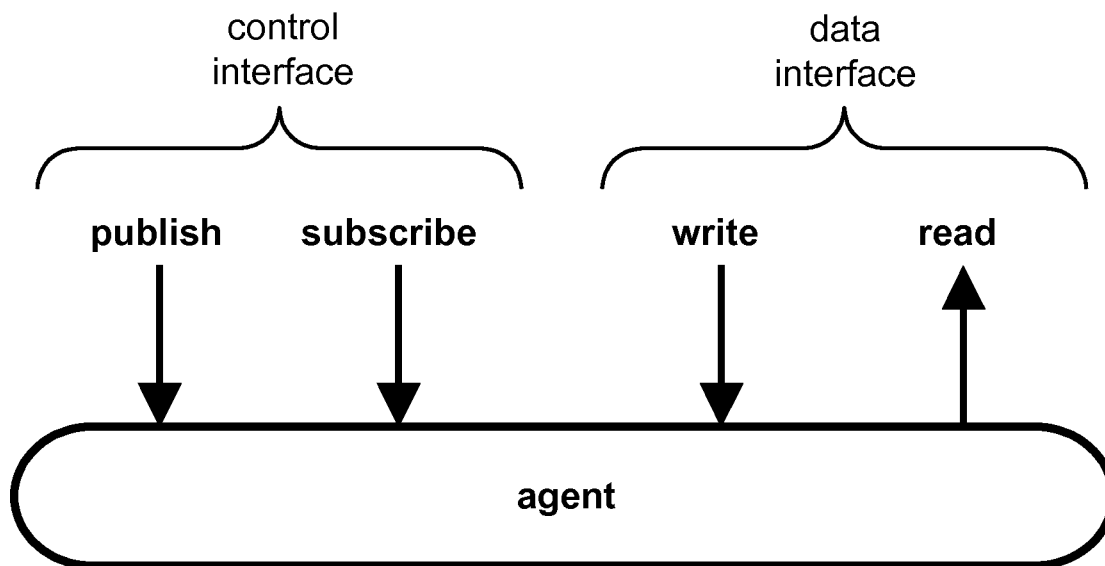 control
interface
data
interface
publish
subscribe
write
read
agent